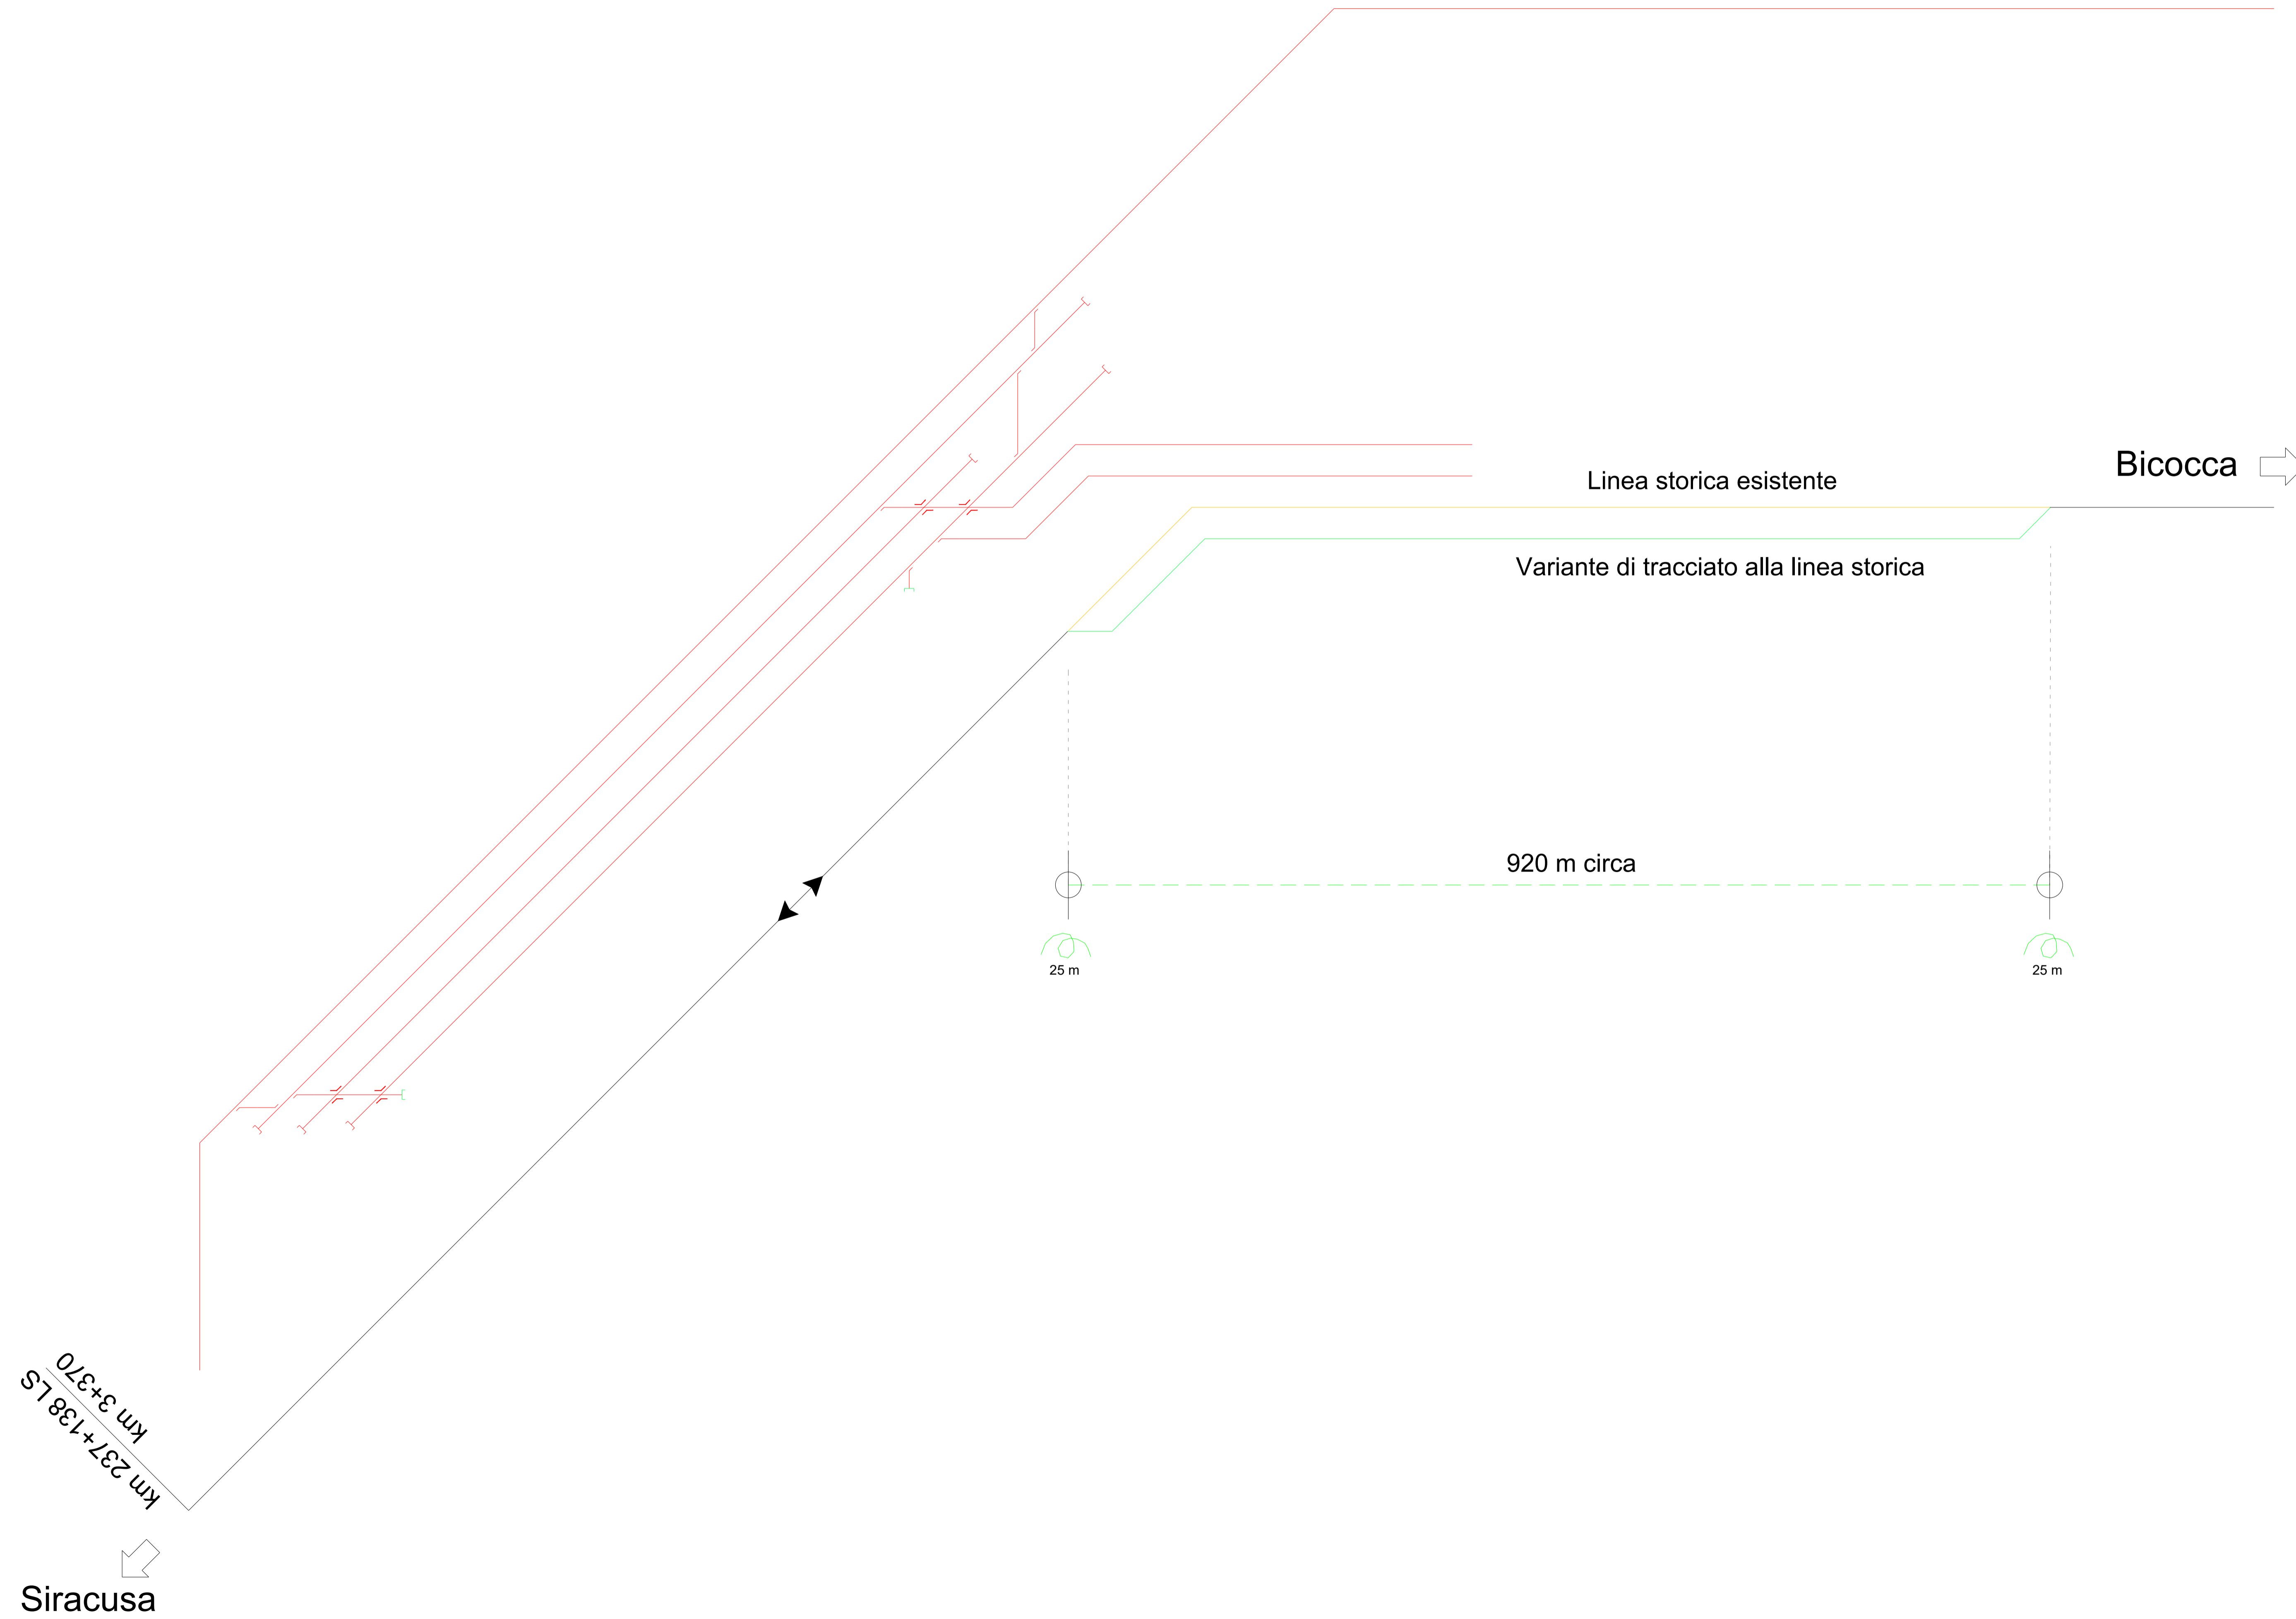 Bicocca
Linea storica esistente
Variante di tracciato alla linea storica
920 m circa
25 m
25 m
km 3+370
km 237+138 LS
Siracusa